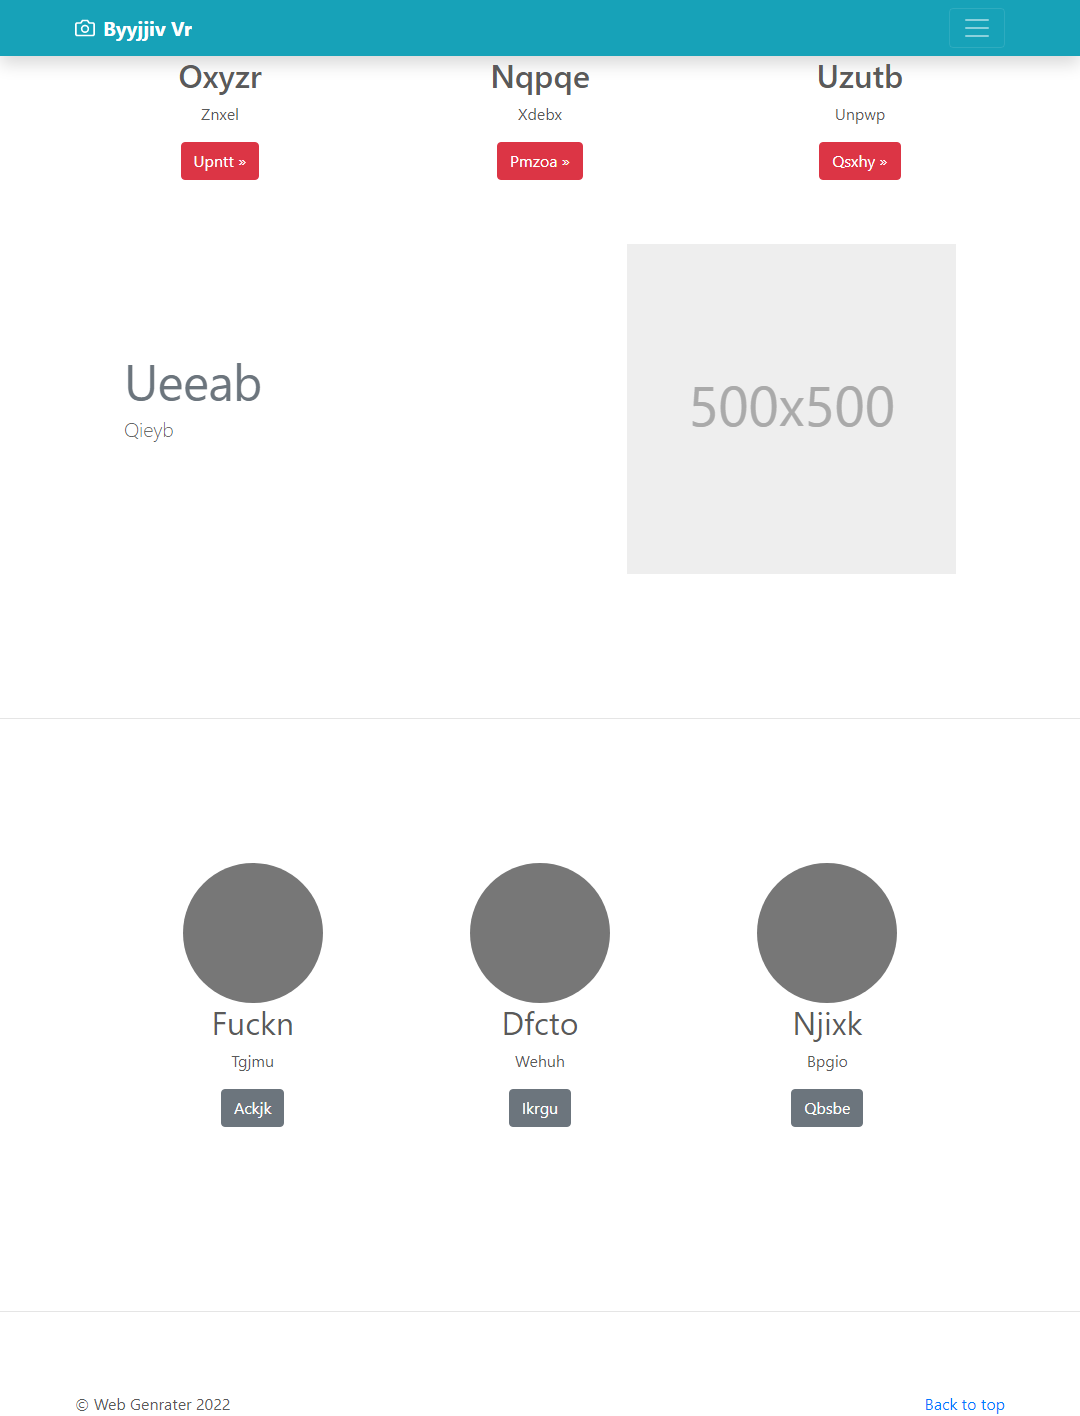 Byyjjiv Vr
Oxyzr
Znxel
Upntt »
Nqpqe
Xdebx
Pmzoa »
Uzutb
Unpwp
Qsxhy »
Ueeab
Qieyb
500x500
Fuckn
Tgjmu
Ackjk
Dfcto
Wehuh
Ikrgu
Njixk
Bpgio
Qbsbe
© Web Genrater 2022
Back to top